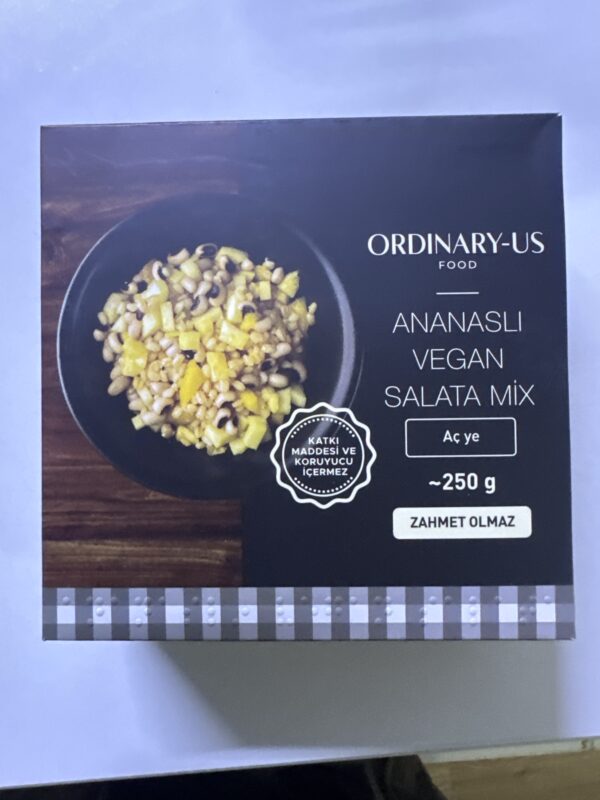 ORDINARY-US
FOOD
ANANASLI
VEGAN
SALATA MİX
Aç ye
~250 g
ZAHMET OLMAZ
KATKI
MADDESİ VE
KORUYUCU
İÇERMEZ